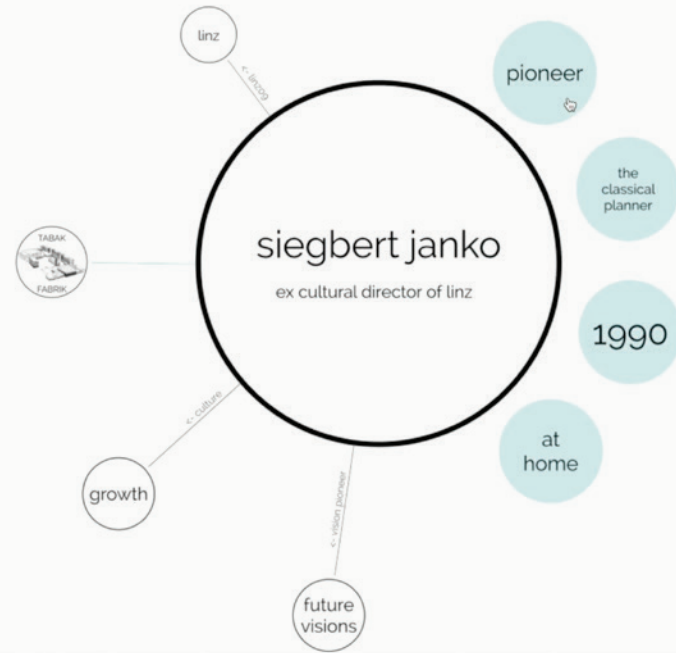 linz
<- linz09
pioneer
the
classical
planner
siegbert janko
ex cultural director of linz
TABAK
FABRIK
1990
<- culture
at
home
growth
<- vision pioneer
future
visions